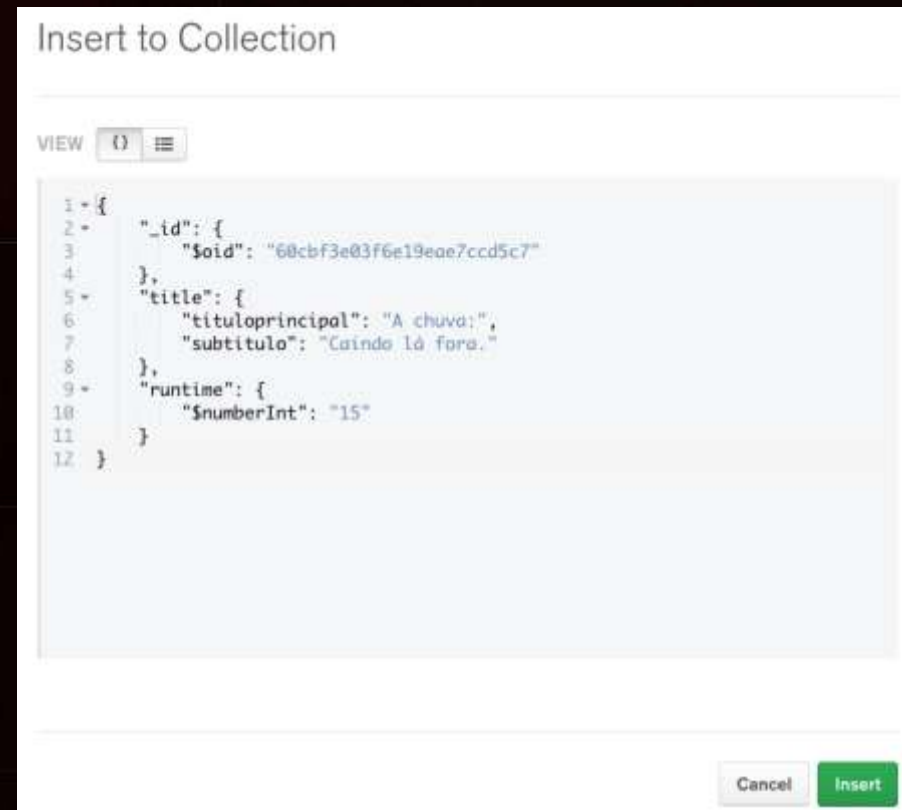 Insert to Collection
VIEW {}
1 {
2 "_id": {
3 "$oid": "60cbf3e03f6e19eae7ccd5c7"
4 },
5 "title": {
6 "tituloprincipal": "A chuva:",
7 "subtitulo": "Caindo lá fora."
8 },
9 "runtime": {
10 "$numberInt": "15"
11 }
12 }
Cancel Insert